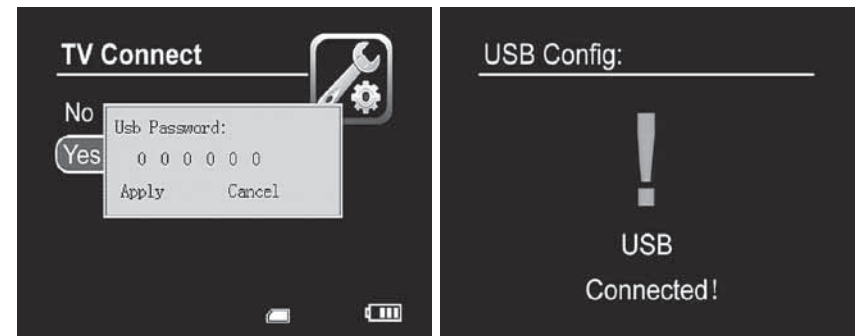 TV Connect
No
Yes
Usb Password:
0 0 0 0 0 0
Apply Cancel
USB Config:
USB
Connected!